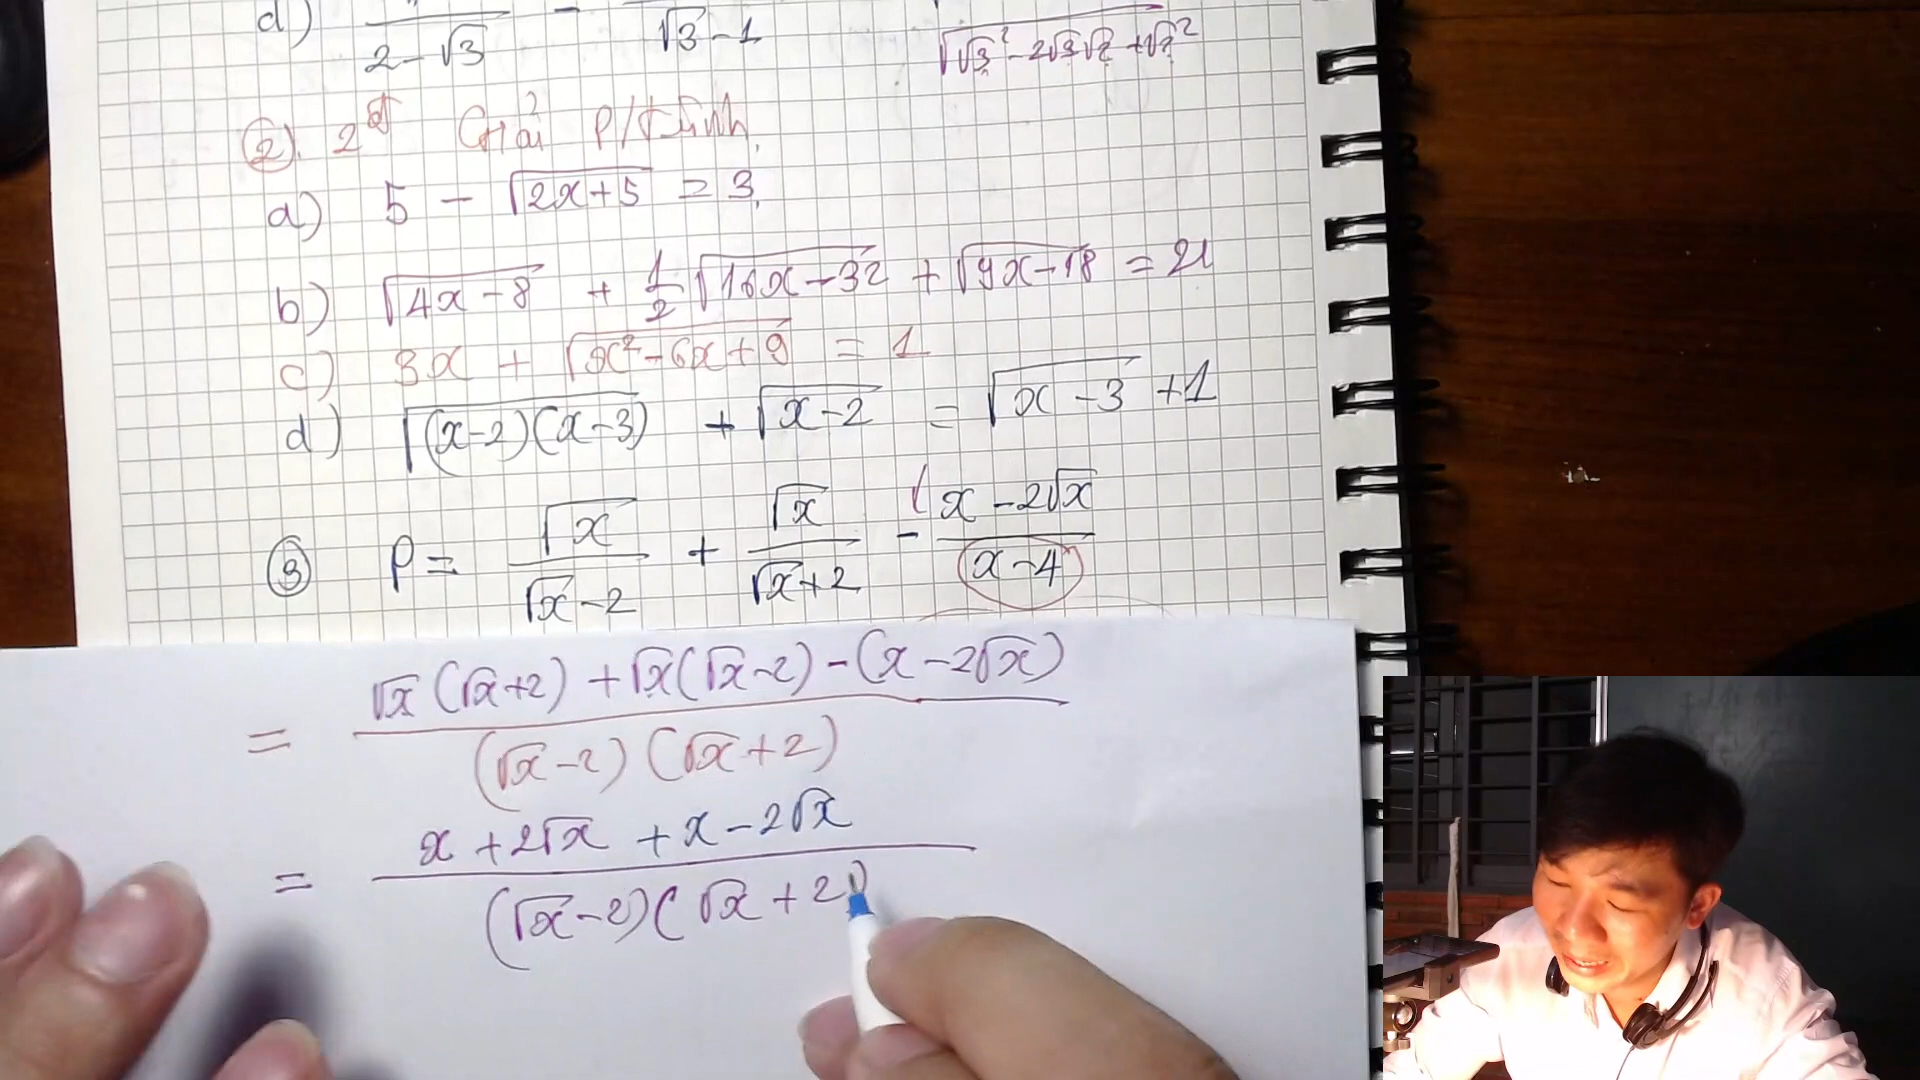 d) 2 - √3 - √3 - 1 √(√3² - 2√3√2 + √2²)
②. 2đ Giải p/trình
a) 5 - √(2x+5) = 3
b) √(4x-8) + 1/2 √(16x-32) + √(9x-18) = 21
c) 3x + √(x²-6x+9) = 1
d) √((x-2)(x-3)) + √(x-2) = √(x-3) + 1
③ P = √x/(√x-2) + √x/(√x+2) - (x-2√x)/(x-4)
= (√x(√x+2) + √x(√x-2) - (x-2√x))/((√x-2)(√x+2))
= (x+2√x + x-2√x)/((√x-2)(√x+2))